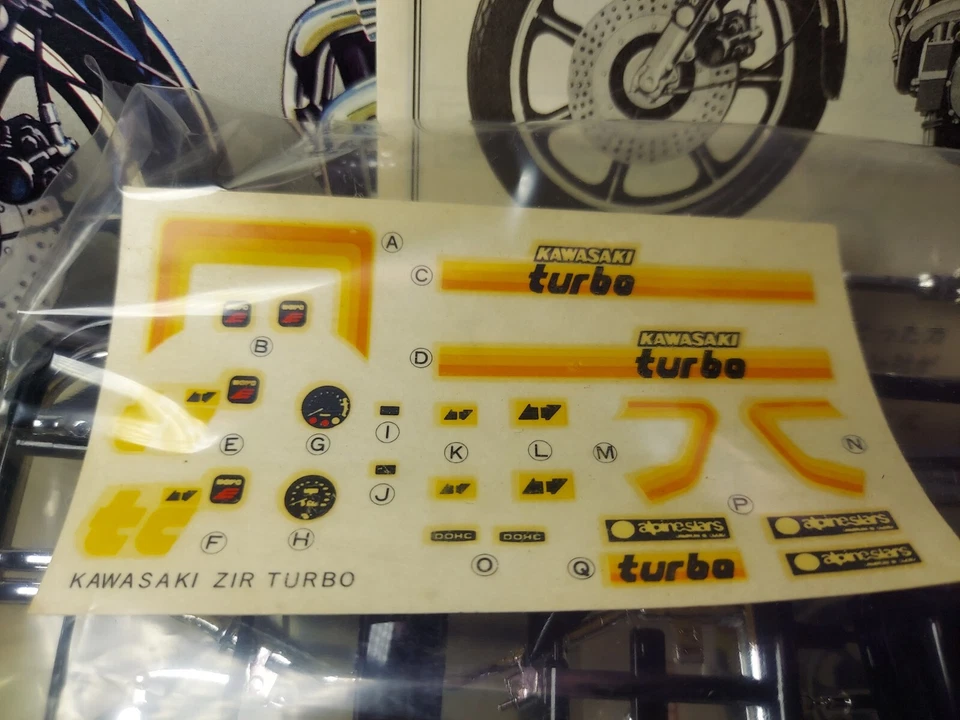 A
C
KAWASAKI
turbo
B
D
KAWASAKI
turbo
E
G
I
K
L
M
N
F
H
J
DOHC
DOHC
O
P
alpinestars
alpinestars
Q
turbo
alpinestars
KAWASAKI ZIR TURBO